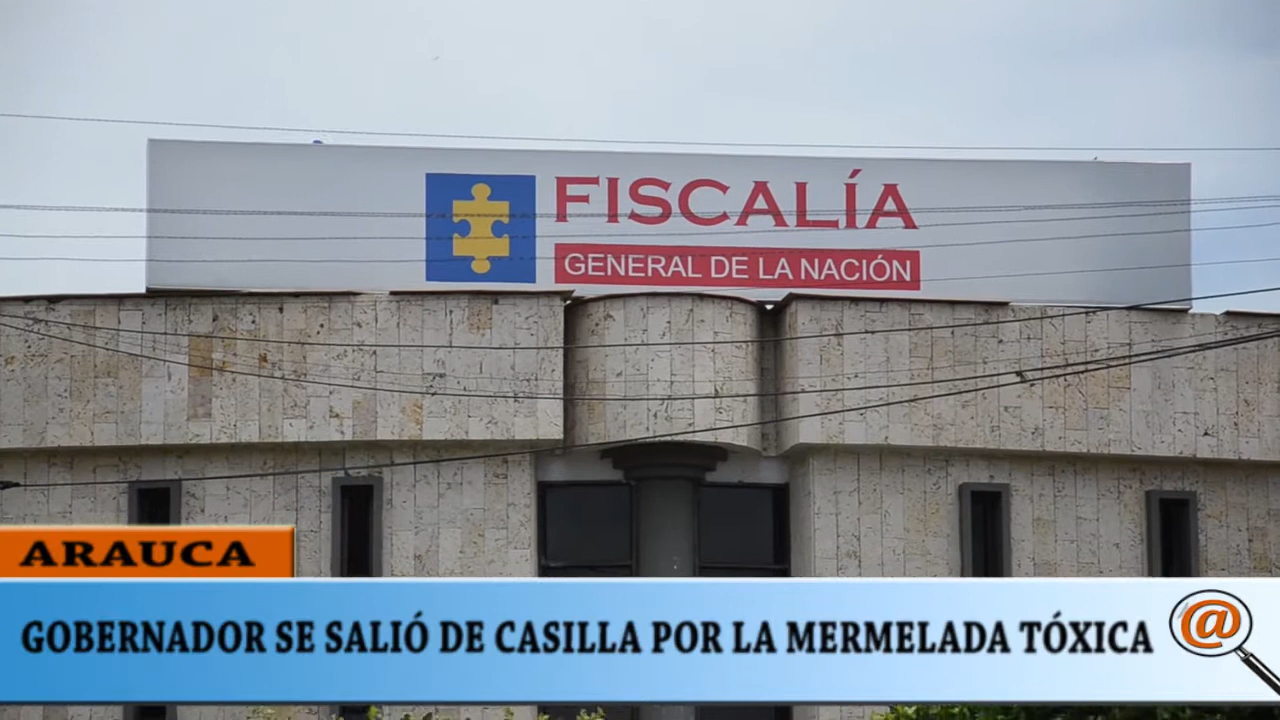 FISCALÍA
GENERAL DE LA NACIÓN
ARAUCA
GOBERNADOR SE SALIÓ DE CASILLA POR LA MERMELADA TÓXICA
@